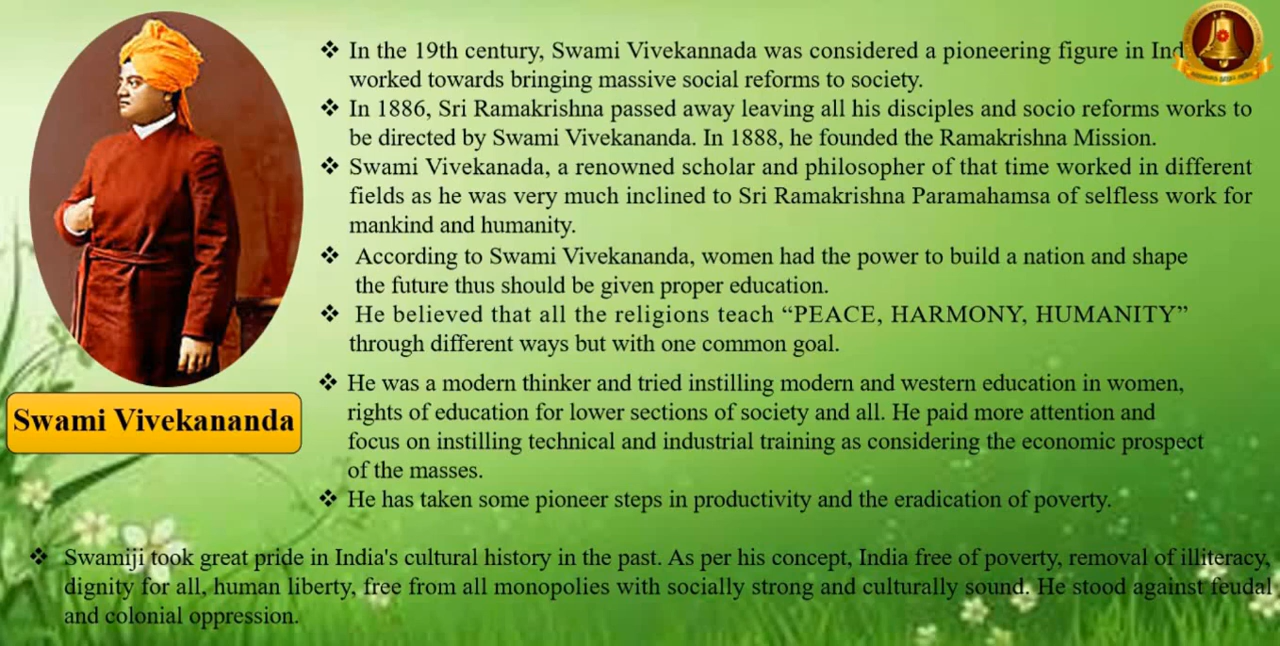 ❖ In the 19th century, Swami Vivekannada was considered a pioneering figure in Ind
worked towards bringing massive social reforms to society.
❖ In 1886, Sri Ramakrishna passed away leaving all his disciples and socio reforms works to
be directed by Swami Vivekananda. In 1888, he founded the Ramakrishna Mission.
❖ Swami Vivekanada, a renowned scholar and philosopher of that time worked in different
fields as he was very much inclined to Sri Ramakrishna Paramahamsa of selfless work for
mankind and humanity.
❖ According to Swami Vivekananda, women had the power to build a nation and shape
the future thus should be given proper education.
❖ He believed that all the religions teach “PEACE, HARMONY, HUMANITY”
through different ways but with one common goal.
❖ He was a modern thinker and tried instilling modern and western education in women,
rights of education for lower sections of society and all. He paid more attention and
focus on instilling technical and industrial training as considering the economic prospect
of the masses.
❖ He has taken some pioneer steps in productivity and the eradication of poverty.
Swami Vivekananda
❖ Swamiji took great pride in India's cultural history in the past. As per his concept, India free of poverty, removal of illiteracy,
dignity for all, human liberty, free from all monopolies with socially strong and culturally sound. He stood against feudal
and colonial oppression.